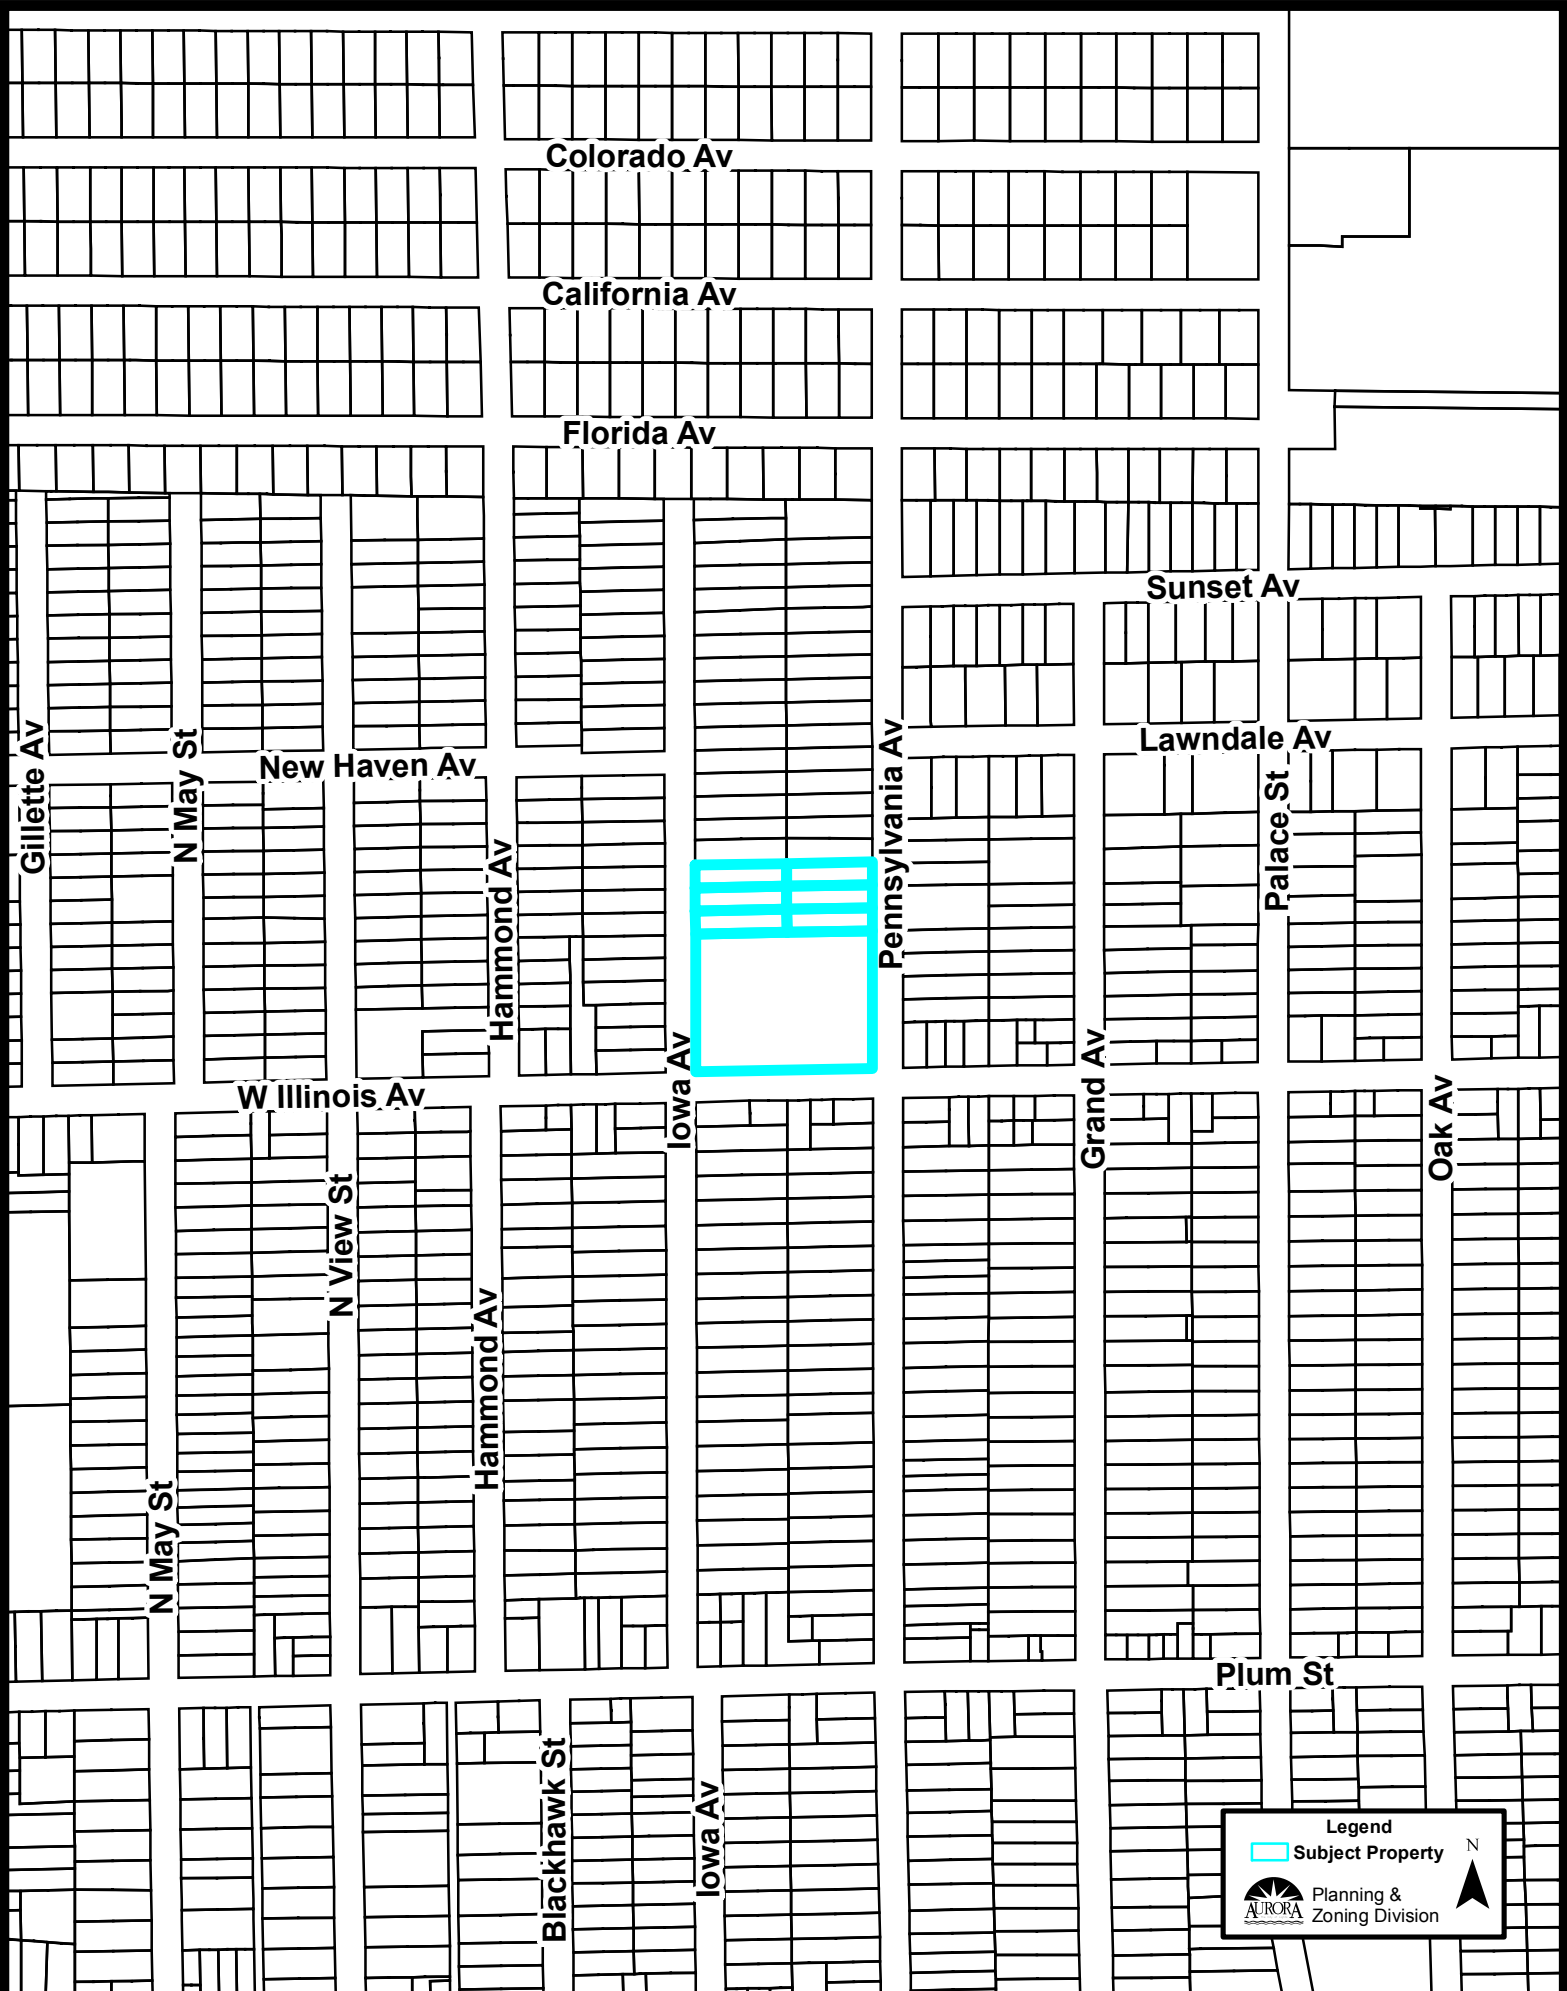 Colorado Av
California Av
Florida Av
Sunset Av
Lawndale Av
New Haven Av
Gillette Av
N May St
Hammond Av
Pennsylvania Av
Palace St
Iowa Av
W Illinois Av
Grand Av
Oak Av
N View St
Hammond Av
N May St
Plum St
Blackhawk St
Iowa Av
Legend
Subject Property
N
AURORA
Planning &
Zoning Division